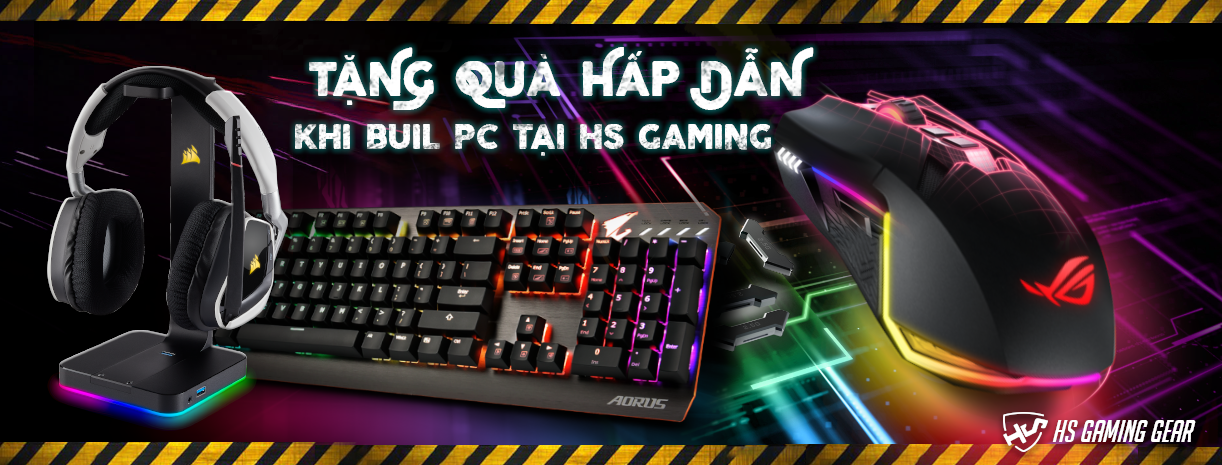 TẶNG QUÀ HẤP DẪN
KHI BUIL PC TẠI HS GAMING
AORUS
HS GAMING GEAR